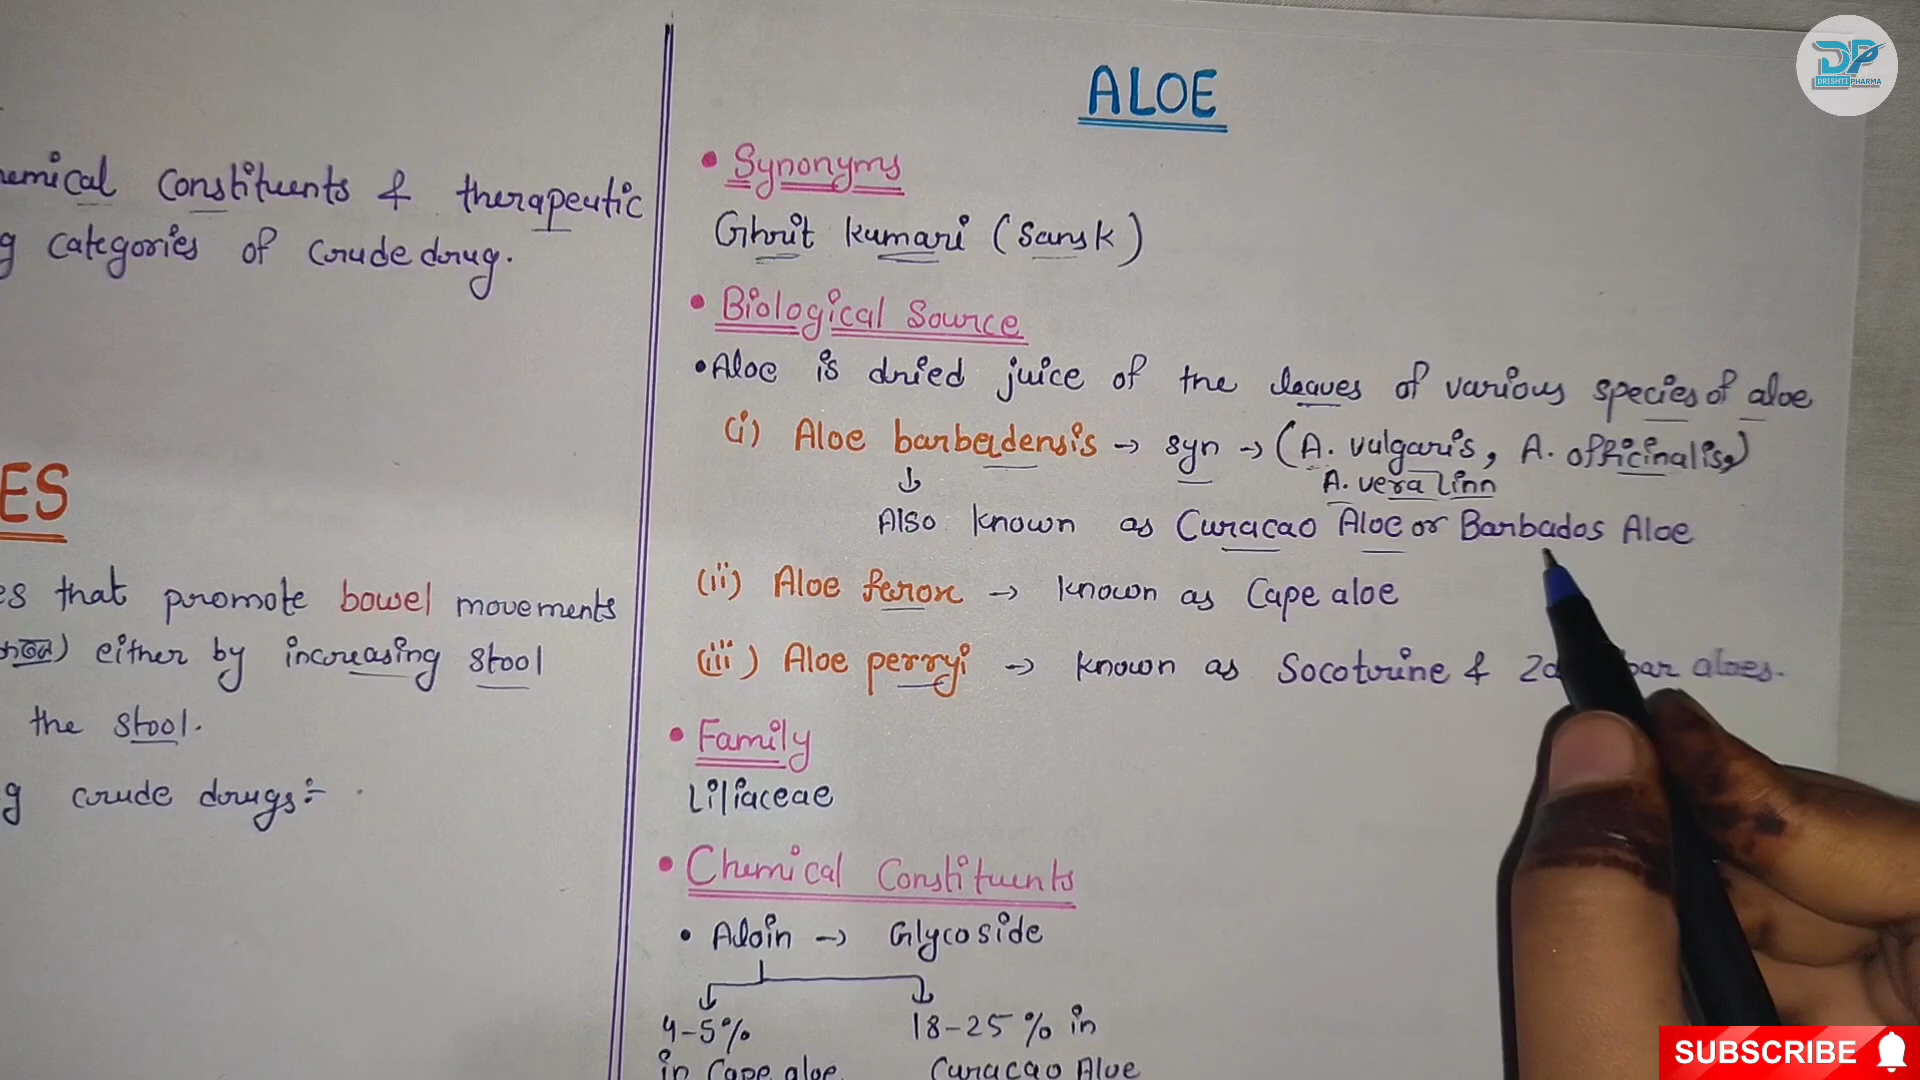 DP
DRISHTI PHARMA
Chemical Constituents & therapeutic
categories of Crude drug.
ES
that promote bowel movements
either by increasing stool
the stool.
crude drugs:-
ALOE
• Synonyms
Ghrit kumari (Sansk)
• Biological Source
• Aloe is dried juice of the leaves of various species of aloe
(i) Aloe barbadensis → syn → (A. vulgaris, A. officinalis,)
A. vera Linn
↓
Also known as Curacao Aloe or Barbados Aloe
(ii) Aloe ferox → known as Cape aloe
(iii) Aloe perryi → known as Socotrine & aloes.
• Family
Liliaceae
• Chemical Constituents
• Aloin → Glycoside
4-5% 18-25% in
in Cape aloe. Curacao Aloe
SUBSCRIBE